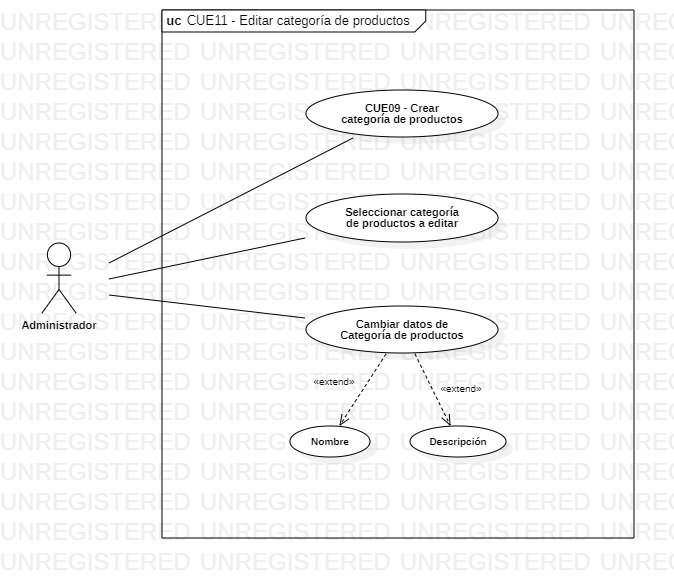 uc CUE11 - Editar categoría de productos
CUE09 - Crear
categoría de productos
Seleccionar categoría
de productos a editar
Administrador
Cambiar datos de
Categoría de productos
«extend»
«extend»
Nombre
Descripción
UNREGISTERED